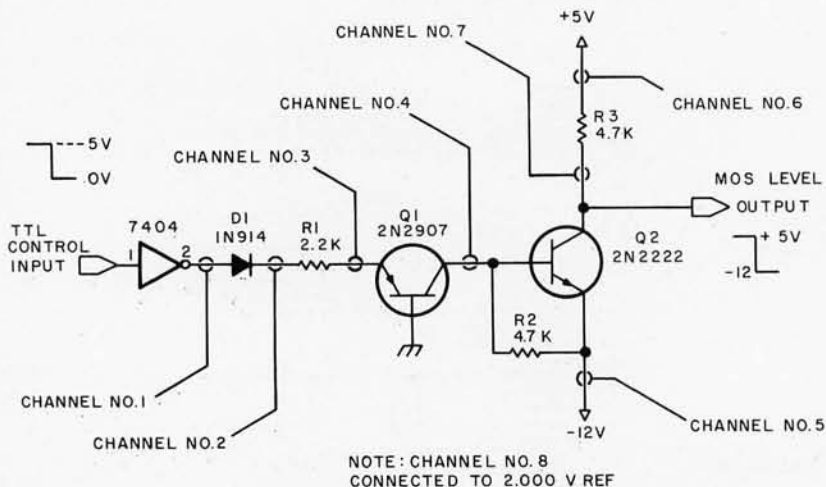 +5V
CHANNEL NO.7
CHANNEL NO.4
CHANNEL NO.6
5V
R3
4.7K
CHANNEL NO.3
.0V
MOS LEVEL
OUTPUT
7404
D1
1N914
R1
2.2K
Q1
2N2907
TTL
CONTROL
INPUT
1
2
Q2
2N2222
+ 5V
-12
R2
4.7 K
CHANNEL NO.1
CHANNEL NO.2
-12V
CHANNEL NO.5
NOTE: CHANNEL NO. 8
CONNECTED TO 2.000 V REF